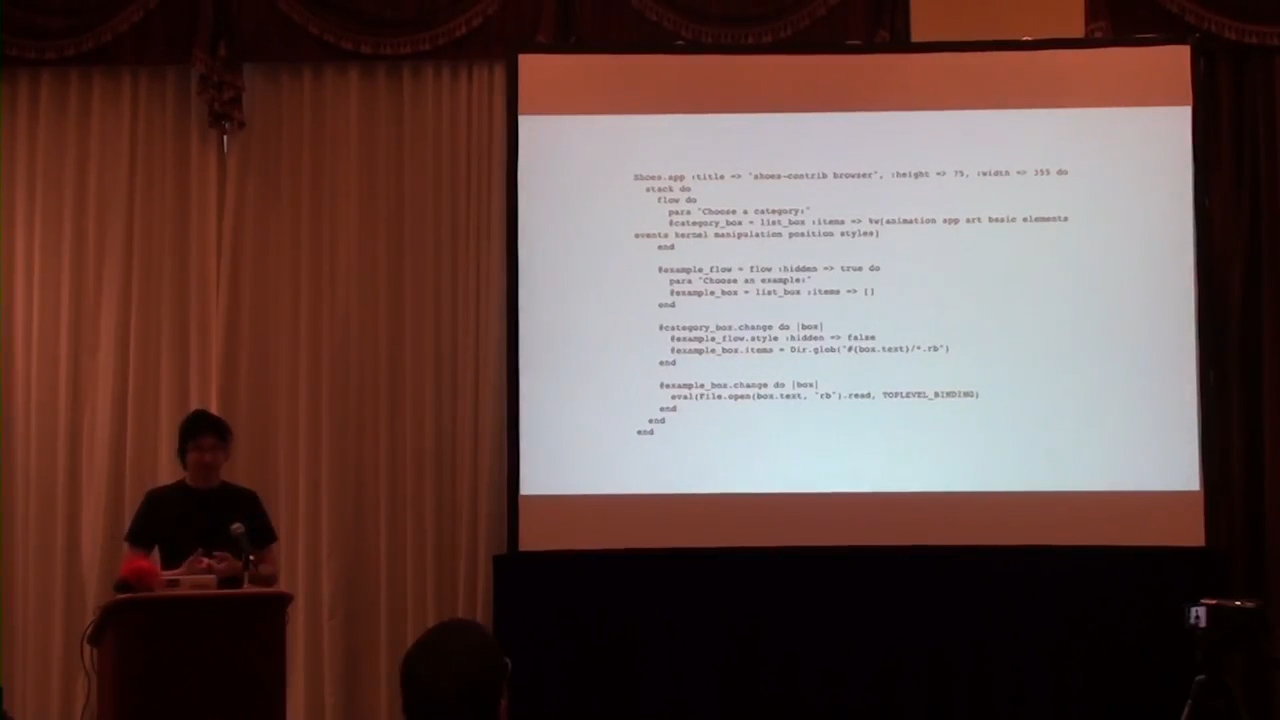 Shoes.app :title => "shoes-contrib browser", :height => 75, :width => 355 do
stack do
flow do
para "Choose a category:"
@category_box = list_box :items => %w[animation app art basic elements
events kernel manipulation position styles]
end
@example_flow = flow :hidden => true do
para "Choose an example:"
@example_box = list_box :items => []
end
@category_box.change do |box|
@example_flow.style :hidden => false
@example_box.items = Dir.glob("#{box.text}/*.rb")
end
@example_box.change do |box|
eval(File.open(box.text, "rb").read, TOPLEVEL_BINDING)
end
end
end